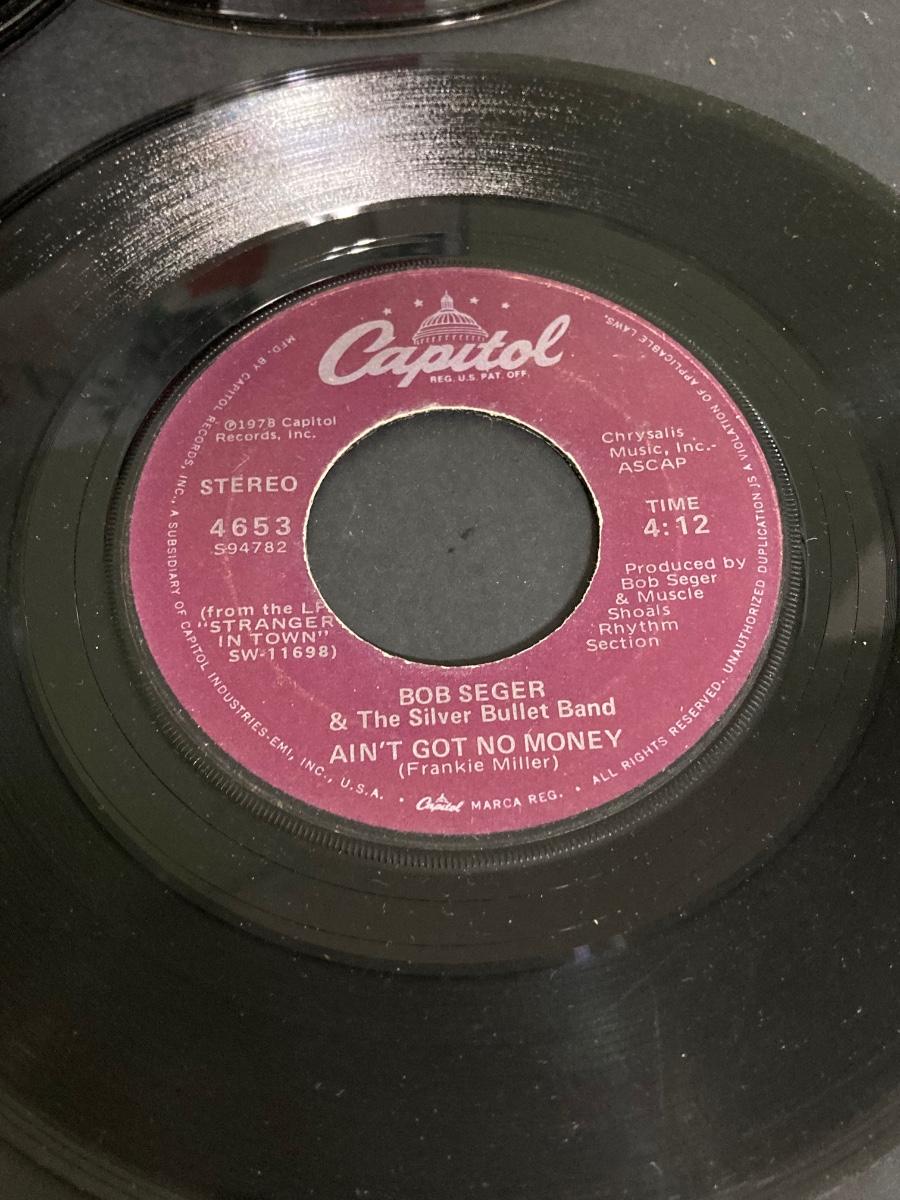 Capitol
REG. U.S. PAT. OFF.
℗1978 Capitol
Records, Inc.
STEREO
4653
S94782
(from the LP
"STRANGER
IN TOWN"
SW-11698)
Chrysalis
Music, Inc.-
ASCAP
TIME
4:12
Produced by
Bob Seger
& Muscle
Shoals
Rhythm
Section
BOB SEGER
& The Silver Bullet Band
AIN'T GOT NO MONEY
(Frankie Miller)
MFD. BY CAPITOL RECORDS, INC., A SUBSIDIARY OF CAPITOL INDUSTRIES-EMI, INC., U.S.A. • Capitol MARCA REG. • ALL RIGHTS RESERVED. UNAUTHORIZED DUPLICATION IS A VIOLATION OF APPLICABLE LAWS.